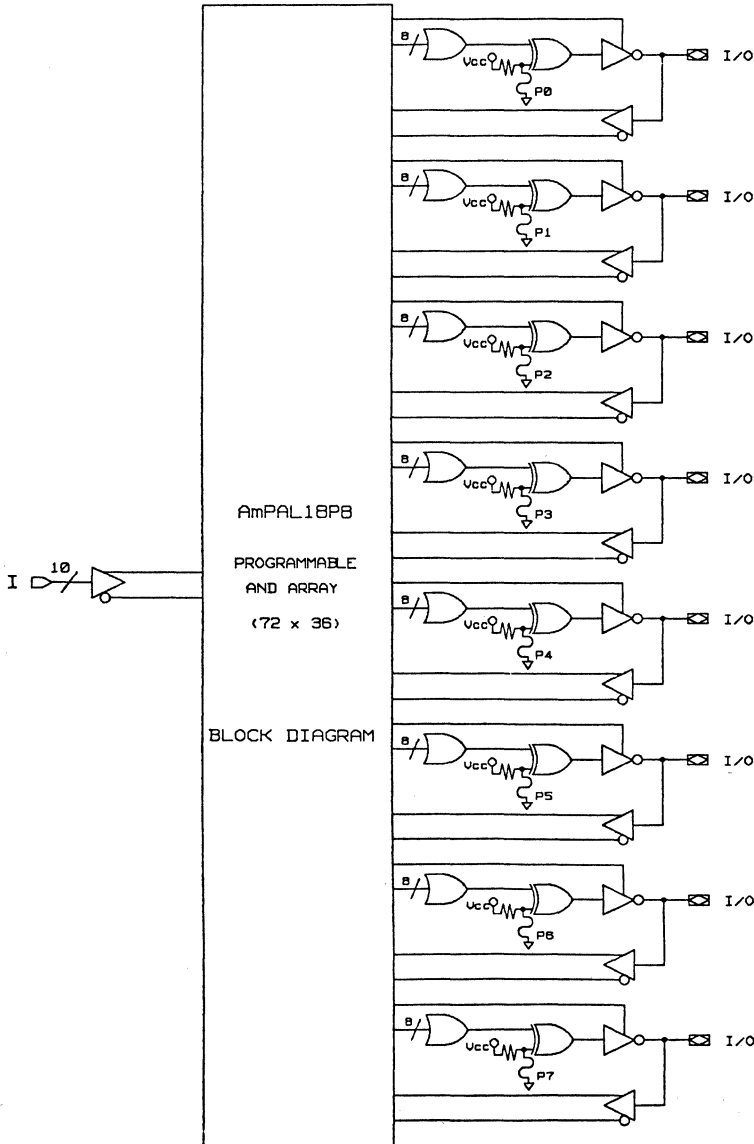 8 Vcc P0 I/O
8 Vcc P1 I/O
8 Vcc P2 I/O
8 Vcc P3 I/O
AmPAL18P8
PROGRAMMABLE
AND ARRAY
(72 x 36)
I 10
8 Vcc P4 I/O
BLOCK DIAGRAM
8 Vcc P5 I/O
8 Vcc P6 I/O
8 Vcc P7 I/O